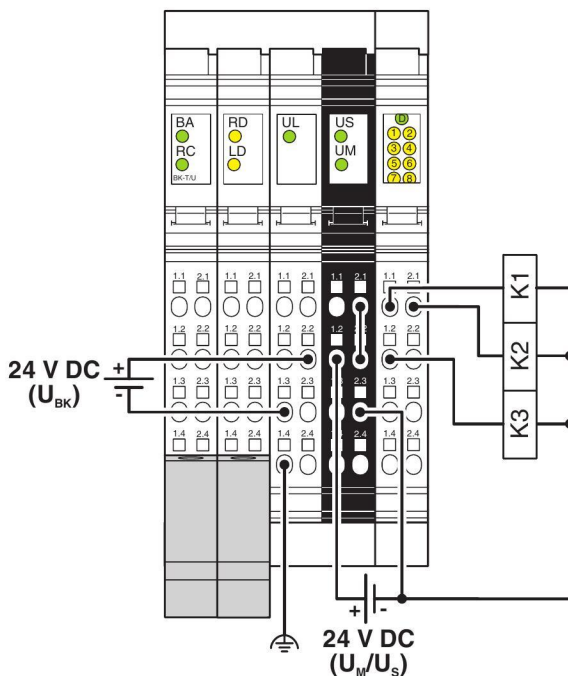 BA RD UL US D
RC LD UM 1 2
BK-T/U 3 4
5 6
7 8
1.1 2.1 1.1 2.1 1.1 2.1 1.1 2.1 1.1 2.1
K1
1.2 2.2 1.2 2.2 1.2 2.2 1.2 1.2 2.2
K2
24 V DC + -
(UBK)
1.3 2.3 1.3 2.3 1.3 2.3 2.3 1.3 2.3
K3
1.4 2.4 1.4 2.4 1.4 2.4 2.4 1.4 2.4
+ -
24 V DC
(UM/US)